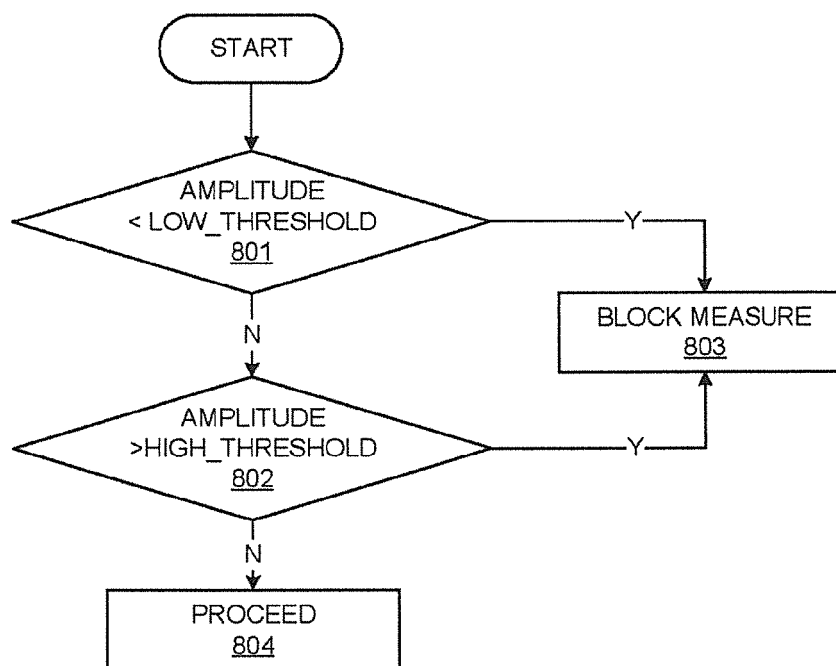 START
AMPLITUDE
< LOW_THRESHOLD
801
Y
BLOCK MEASURE
803
N
AMPLITUDE
>HIGH_THRESHOLD
802
Y
N
PROCEED
804